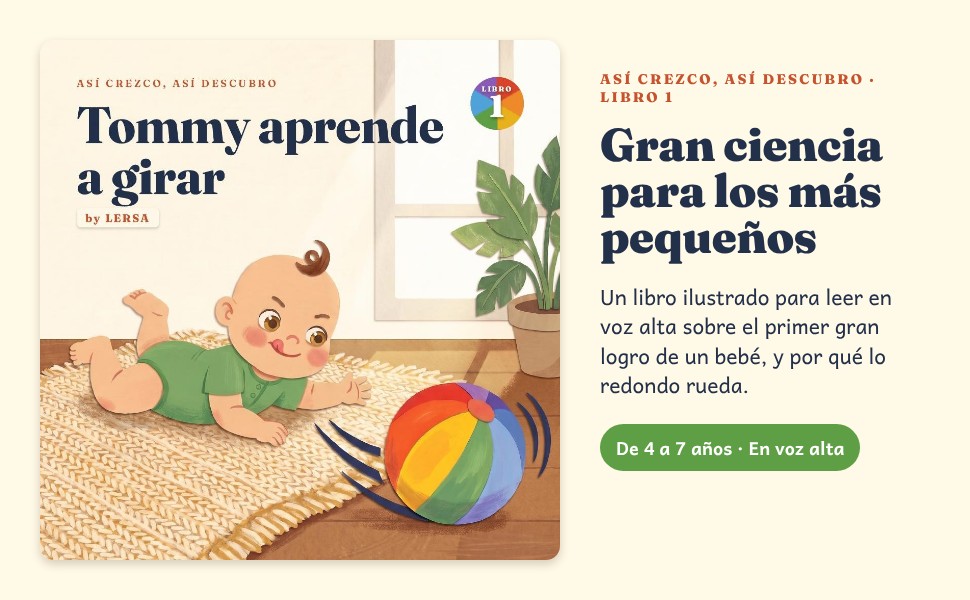 ASÍ CREZCO, ASÍ DESCUBRO
LIBRO
1
Tommy aprende
a girar
by LERSA
ASÍ CREZCO, ASÍ DESCUBRO ·
LIBRO 1
Gran ciencia
para los más
pequeños
Un libro ilustrado para leer en
voz alta sobre el primer gran
logro de un bebé, y por qué lo
redondo rueda.
De 4 a 7 años · En voz alta